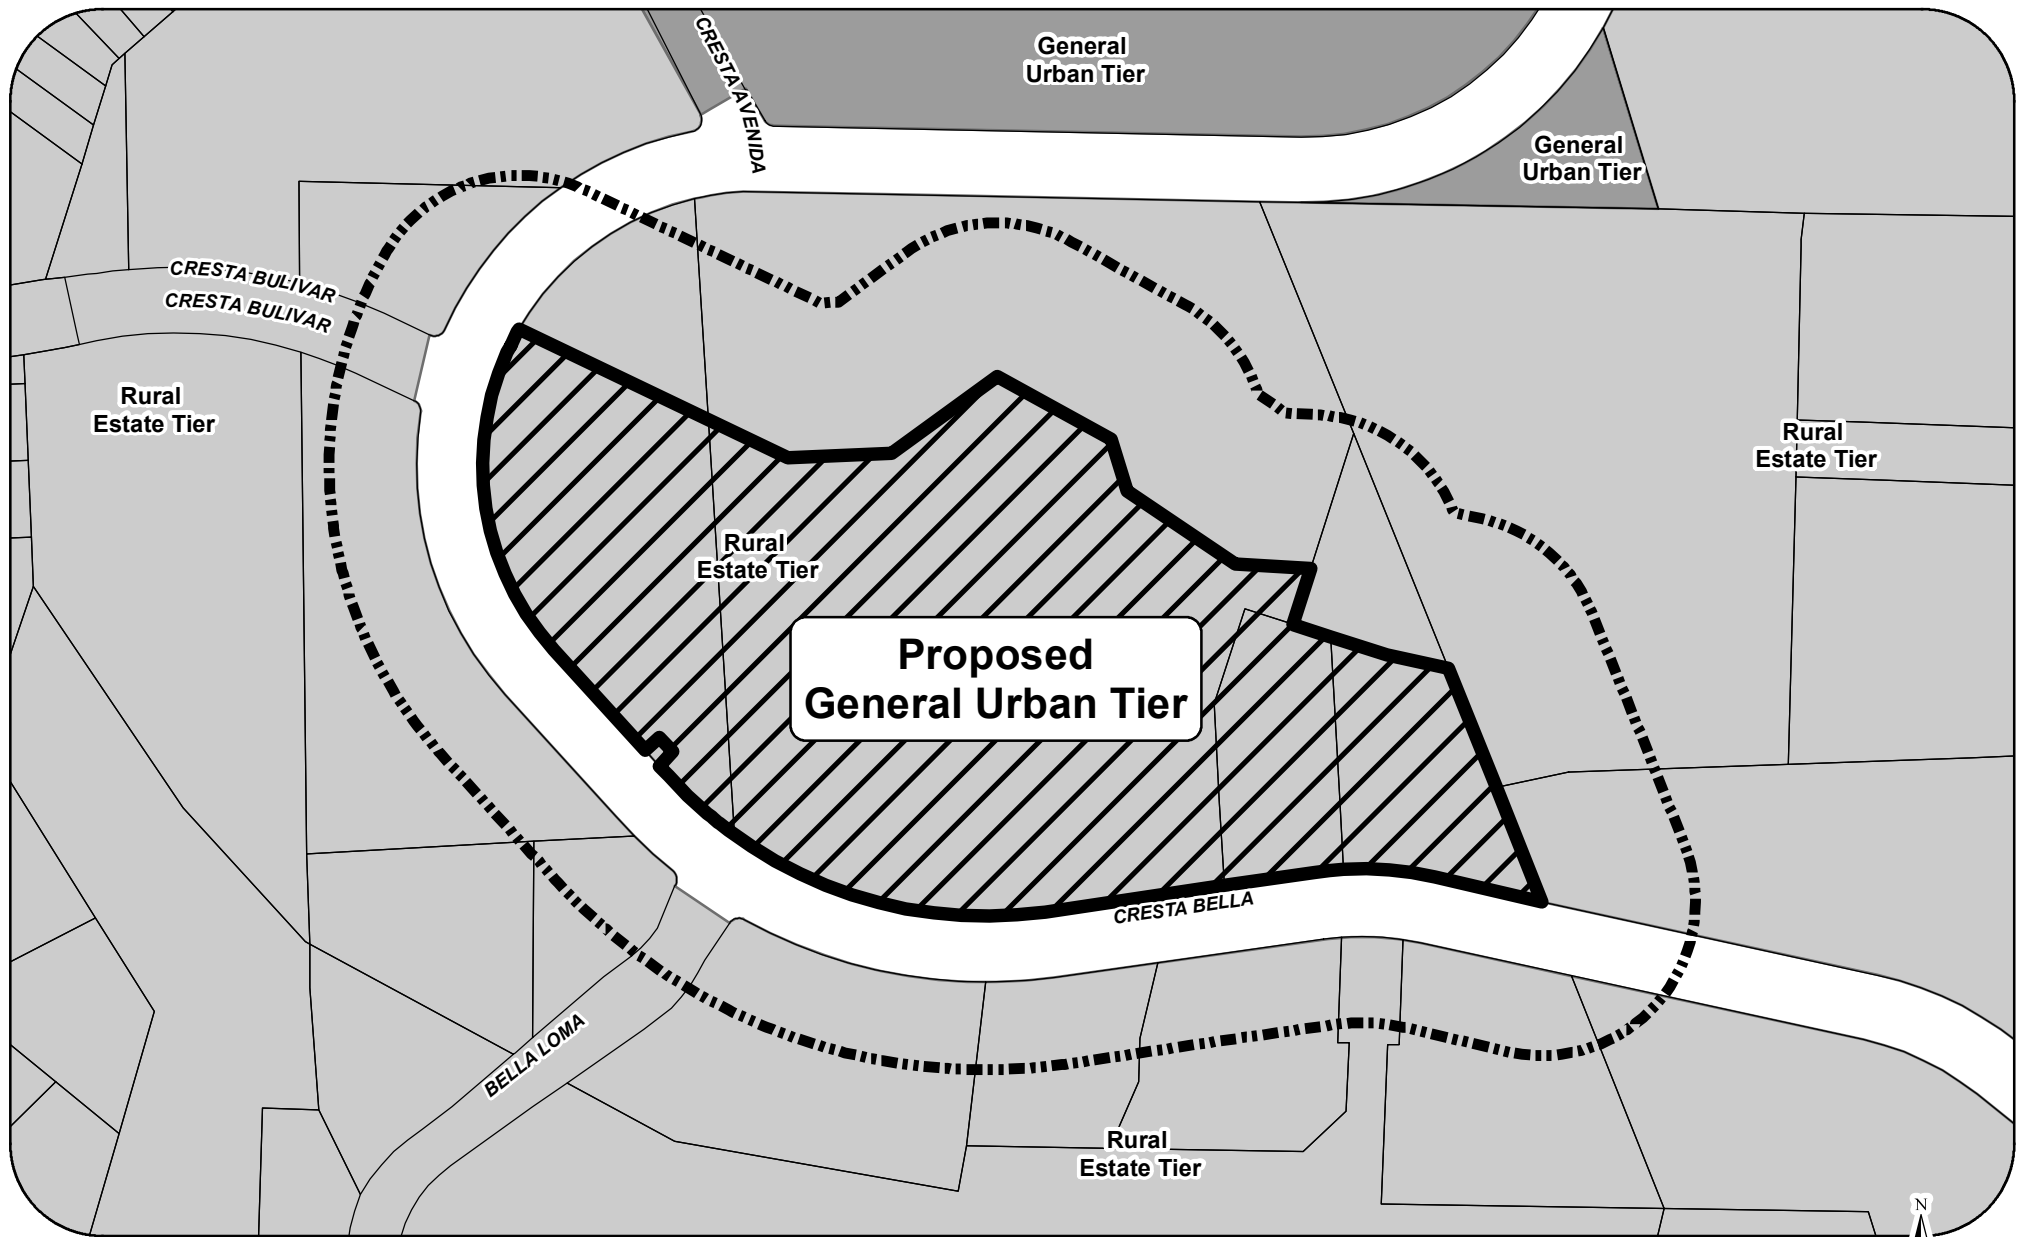 CRESTA AVENIDA
General
Urban Tier
General
Urban Tier
CRESTA BULIVAR
CRESTA BULIVAR
Rural
Estate Tier
Rural
Estate Tier
Rural
Estate Tier
Proposed
General Urban Tier
CRESTA BELLA
BELLA LOMA
Rural
Estate Tier
N